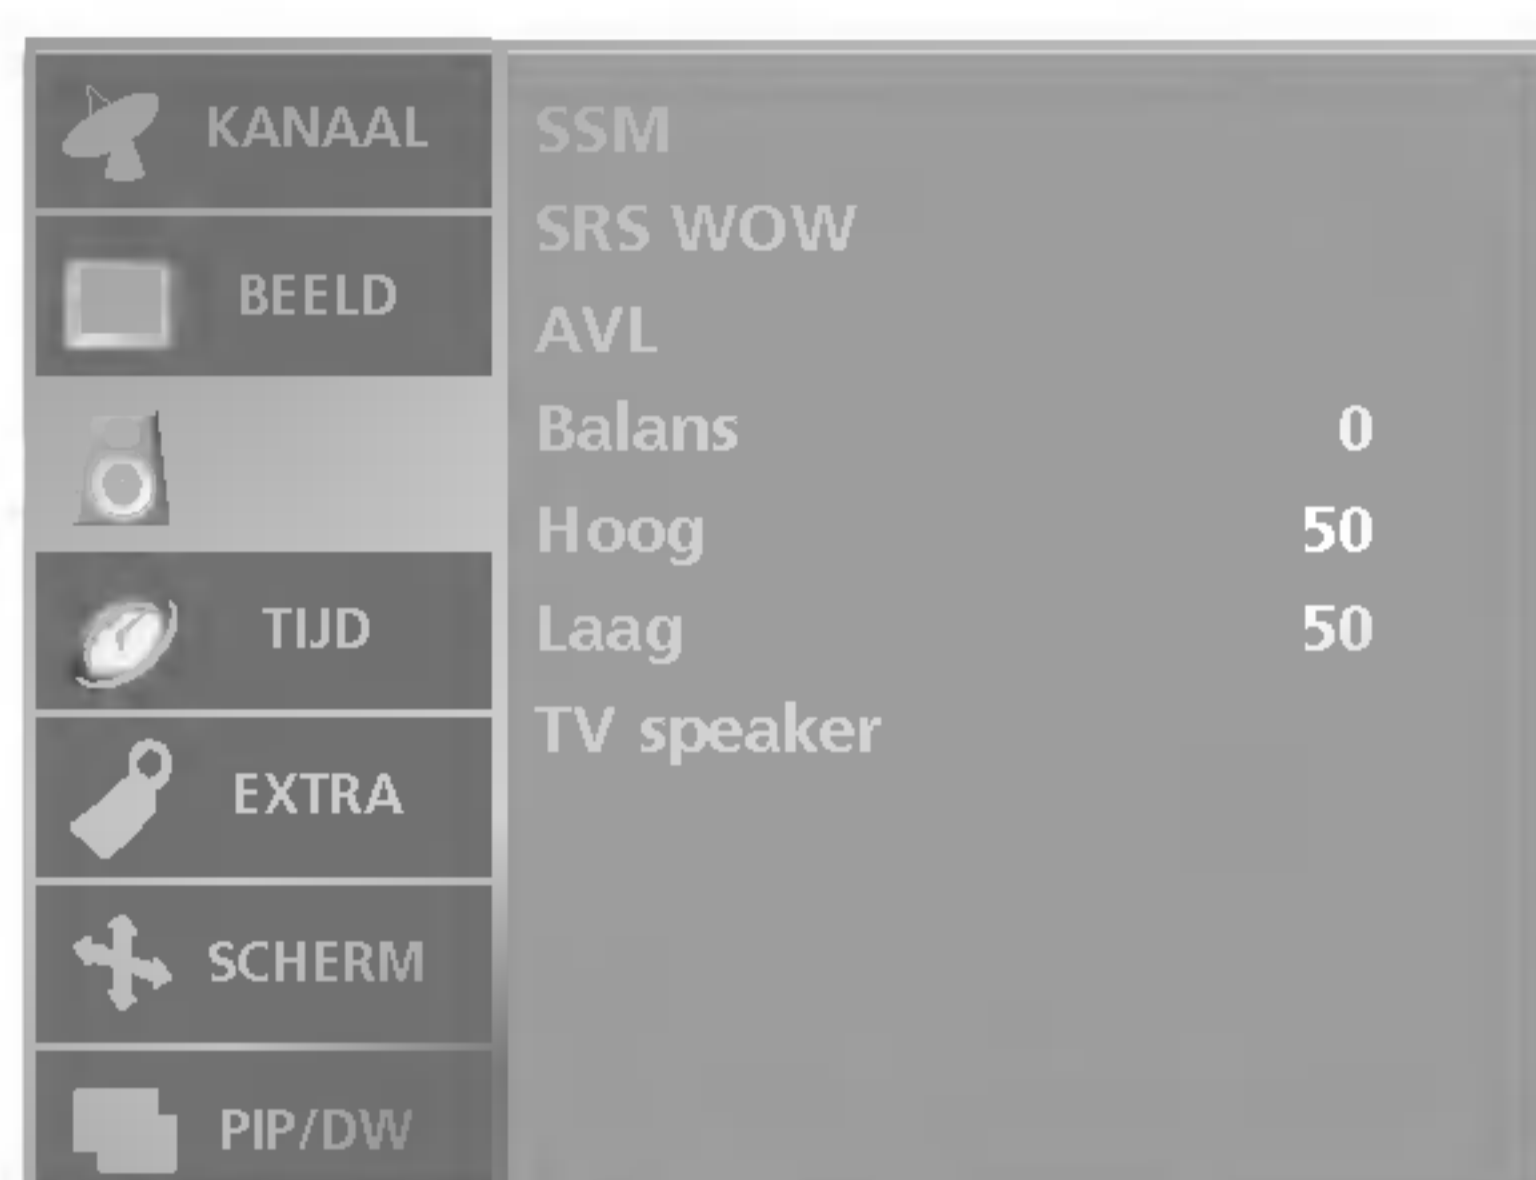 KANAAL
BEELD
TIJD
EXTRA
SCHERM
PIP/DW
SSM
SRS WOW
AVL
Balans 0
Hoog 50
Laag 50
TV speaker